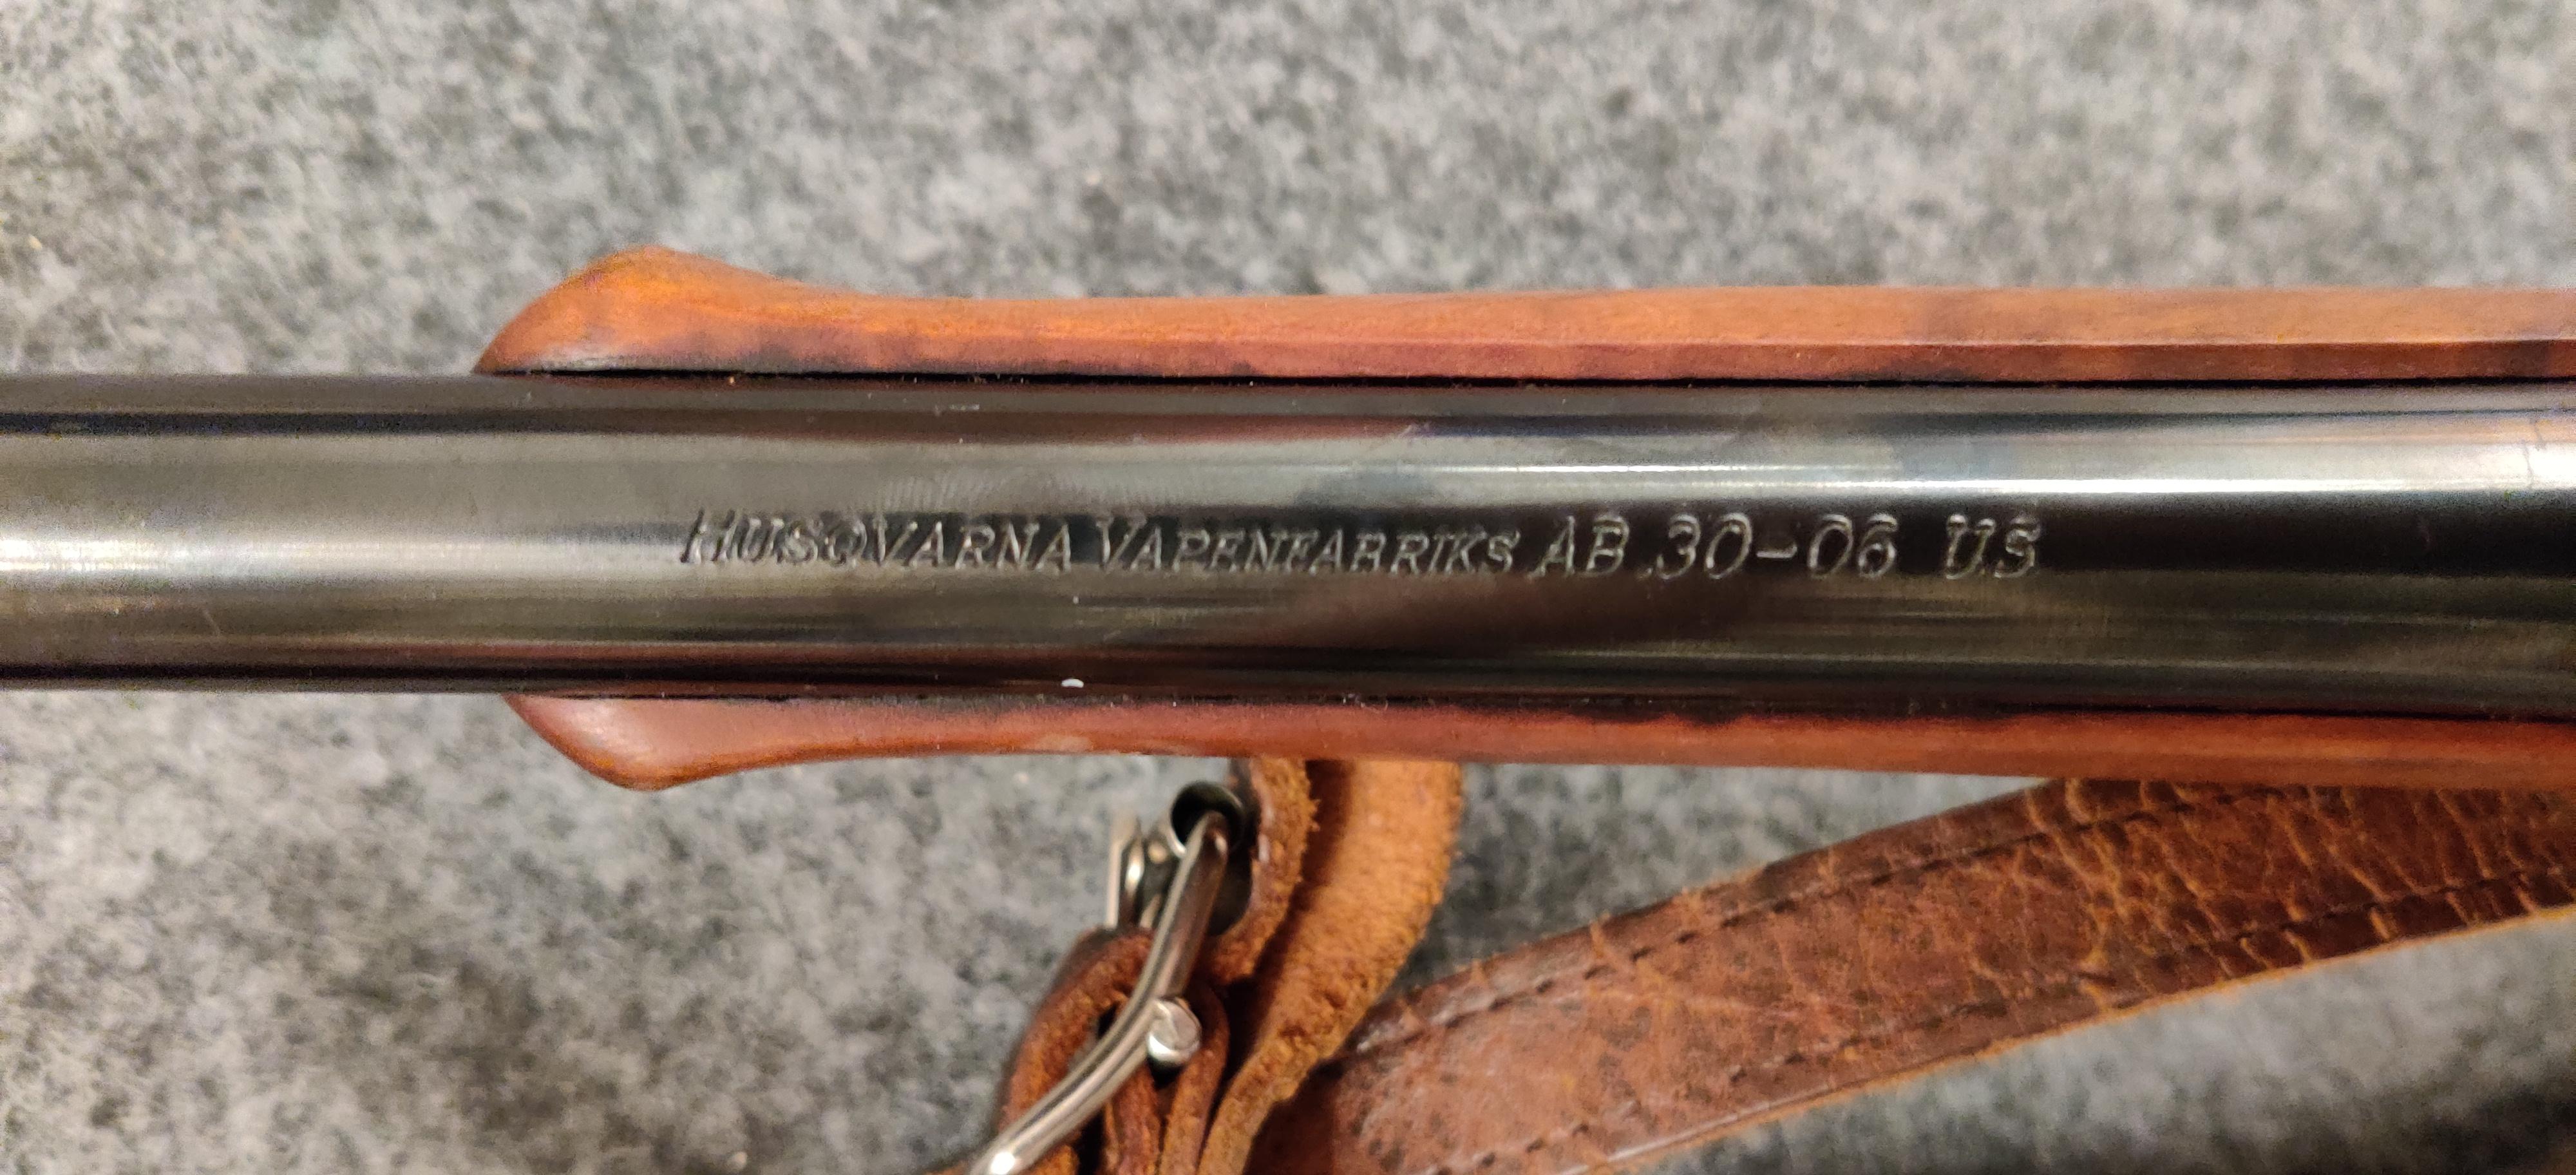 HUSQVARNA VAPENFABRIKS AB .30-06 US